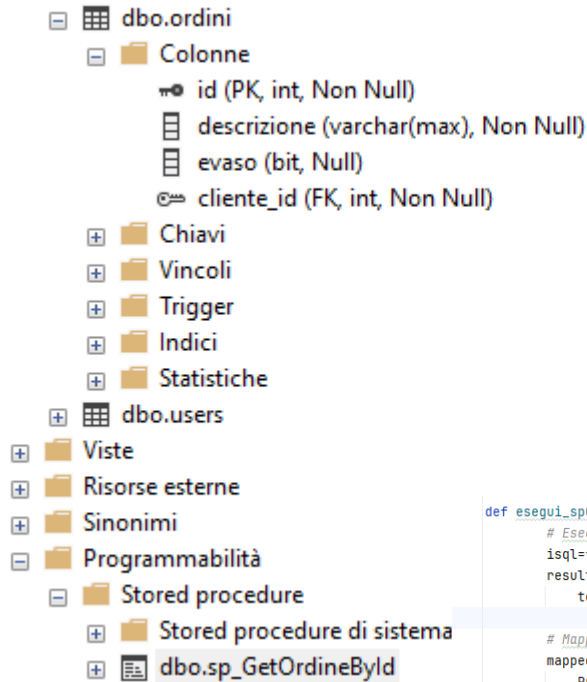 dbo.ordini
Colonne
id (PK, int, Non Null)
descrizione (varchar(max), Non Null)
evaso (bit, Null)
cliente_id (FK, int, Non Null)
Chiavi
Vincoli
Trigger
Indici
Statistiche
dbo.users
Viste
Risorse esterne
Sinonimi
Programmabilità
Stored procedure
Stored procedure di sistema
dbo.sp_GetOrdineById
def
isql=